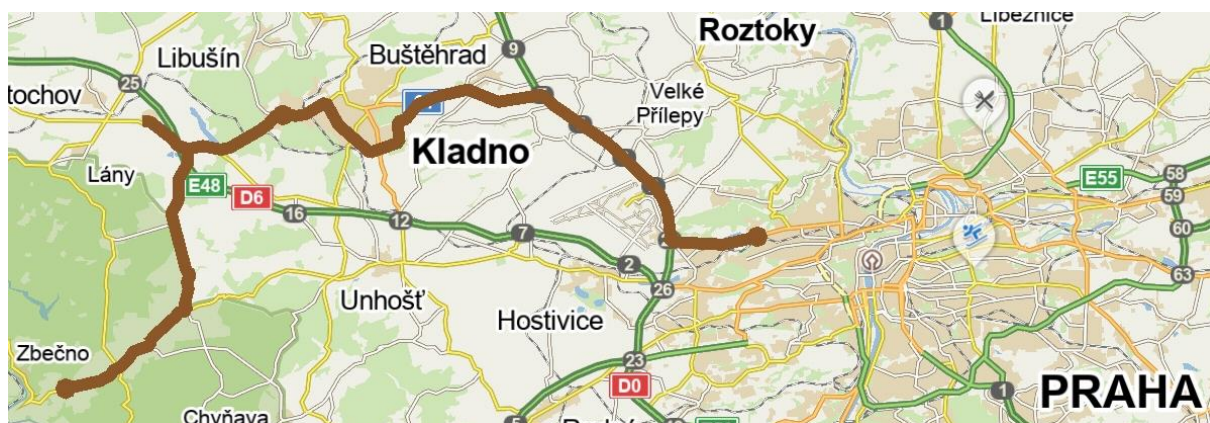 Roztoky
1
Líbeznice
Libušín
Buštěhrad
9
25
tochov
Velké
Přílepy
Kladno
Lány
E48
D6
16
12
7
2
26
E55
58
59
60
63
Unhošť
Hostivice
Zbečno
23
D0
1
PRAHA
Chyňava
5